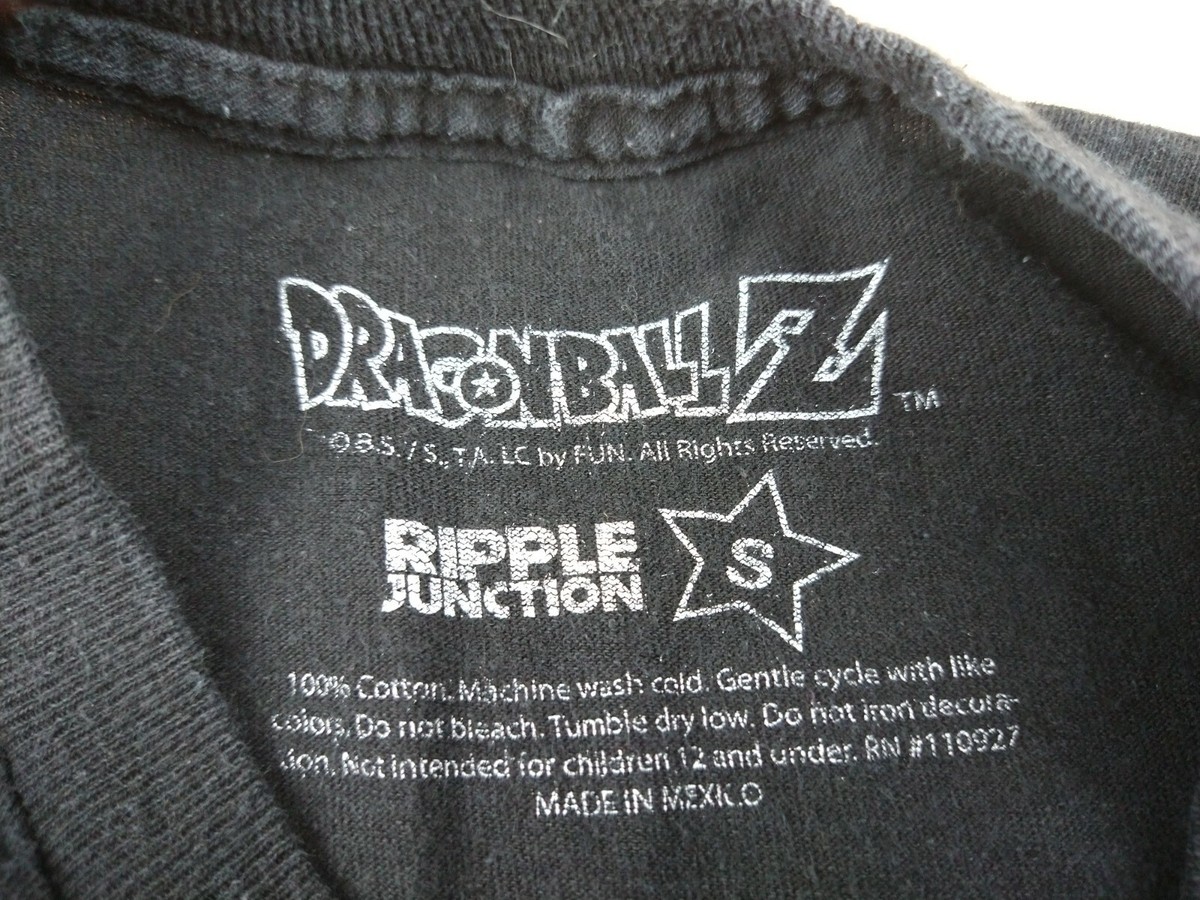 DRAGONBALL Z TM
© B.S. / S., T.A. LC by FUN. All Rights Reserved.
RIPPLE
JUNCTION
S
100% Cotton. Machine wash cold. Gentle cycle with like
colors. Do not bleach. Tumble dry low. Do not iron decora-
tion. Not intended for children 12 and under. RN #110927
MADE IN MEXICO